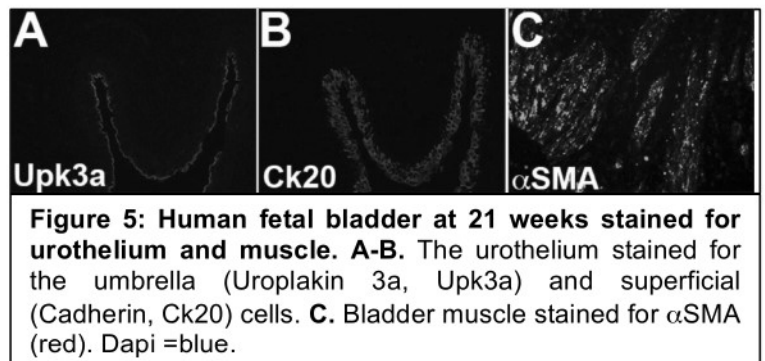 A
B
C
Upk3a
Ck20
αSMA
Figure 5: Human fetal bladder at 21 weeks stained for
urothelium and muscle. A-B. The urothelium stained for
the umbrella (Uroplakin 3a, Upk3a) and superficial
(Cadherin, Ck20) cells. C. Bladder muscle stained for αSMA
(red). Dapi =blue.